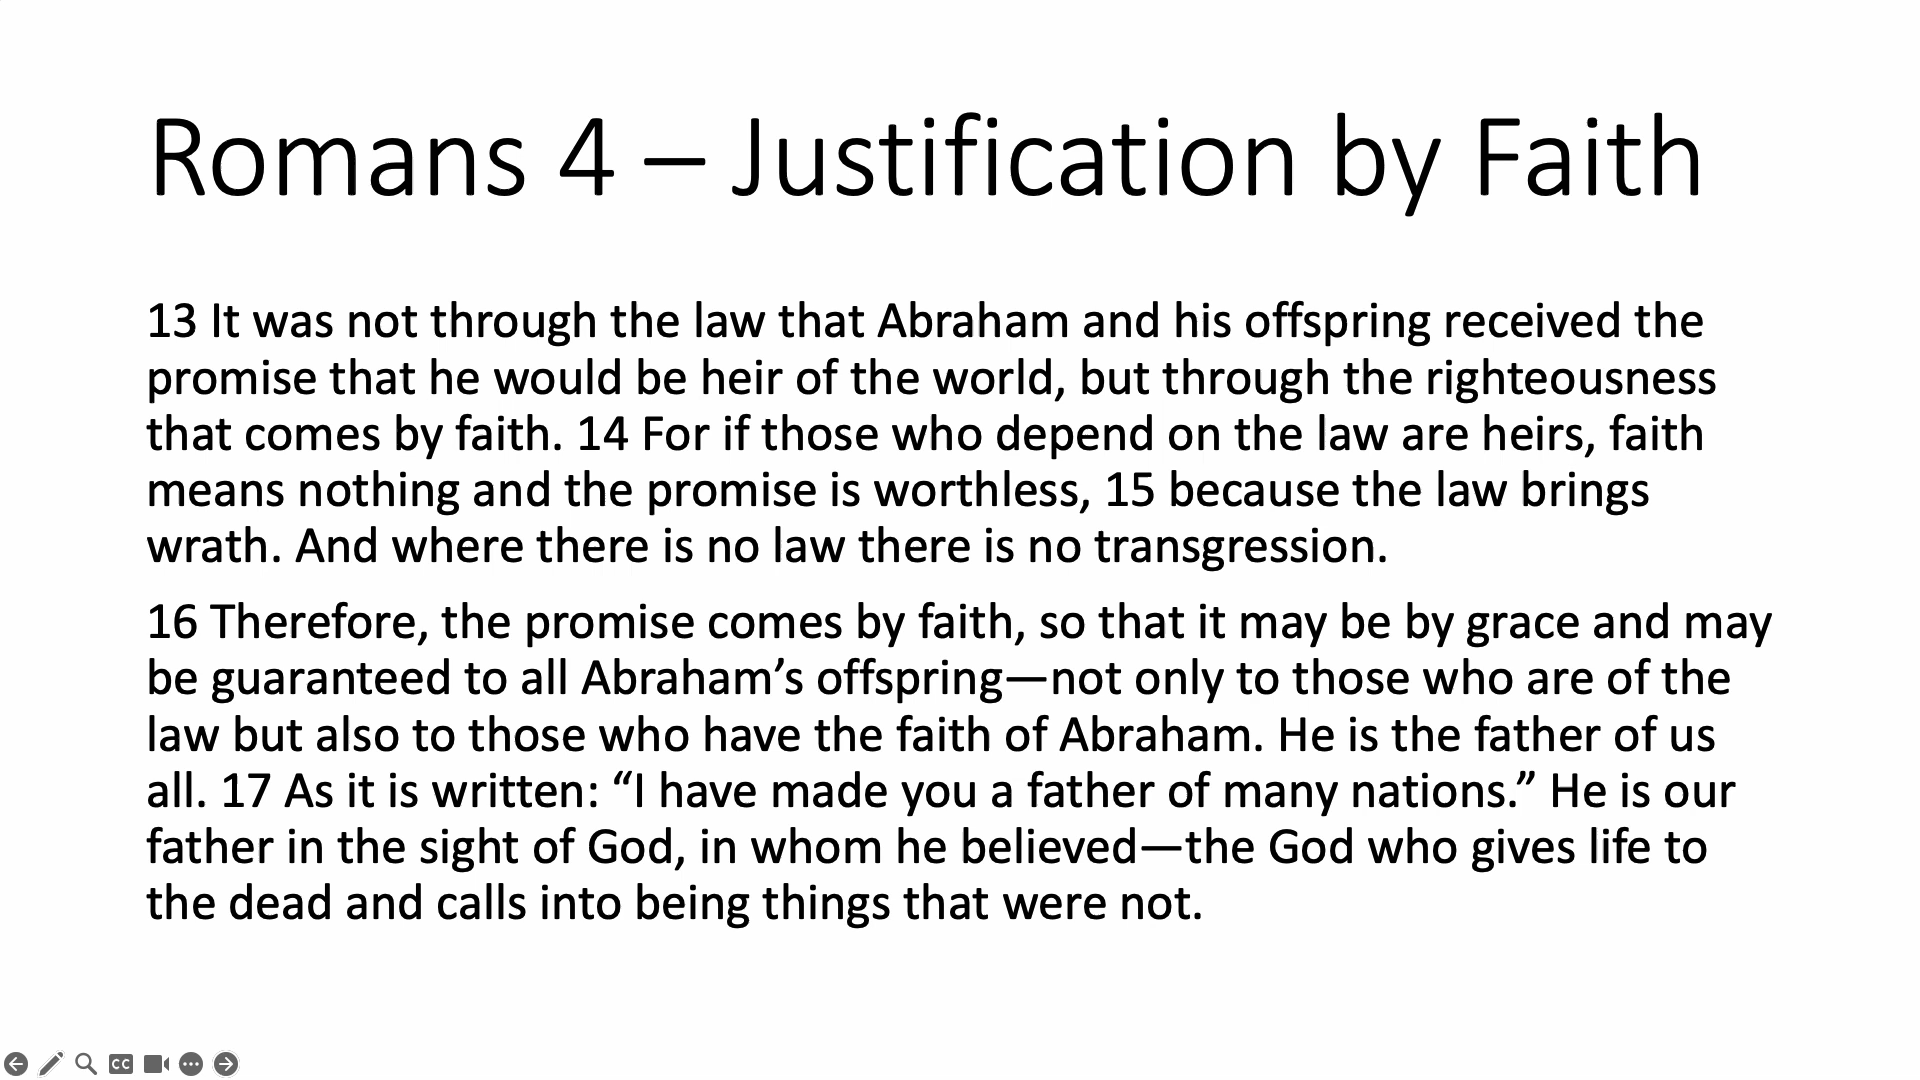 Romans 4 – Justification by Faith
13 It was not through the law that Abraham and his offspring received the
promise that he would be heir of the world, but through the righteousness
that comes by faith. 14 For if those who depend on the law are heirs, faith
means nothing and the promise is worthless, 15 because the law brings
wrath. And where there is no law there is no transgression.
16 Therefore, the promise comes by faith, so that it may be by grace and may
be guaranteed to all Abraham’s offspring—not only to those who are of the
law but also to those who have the faith of Abraham. He is the father of us
all. 17 As it is written: “I have made you a father of many nations.” He is our
father in the sight of God, in whom he believed—the God who gives life to
the dead and calls into being things that were not.
CC